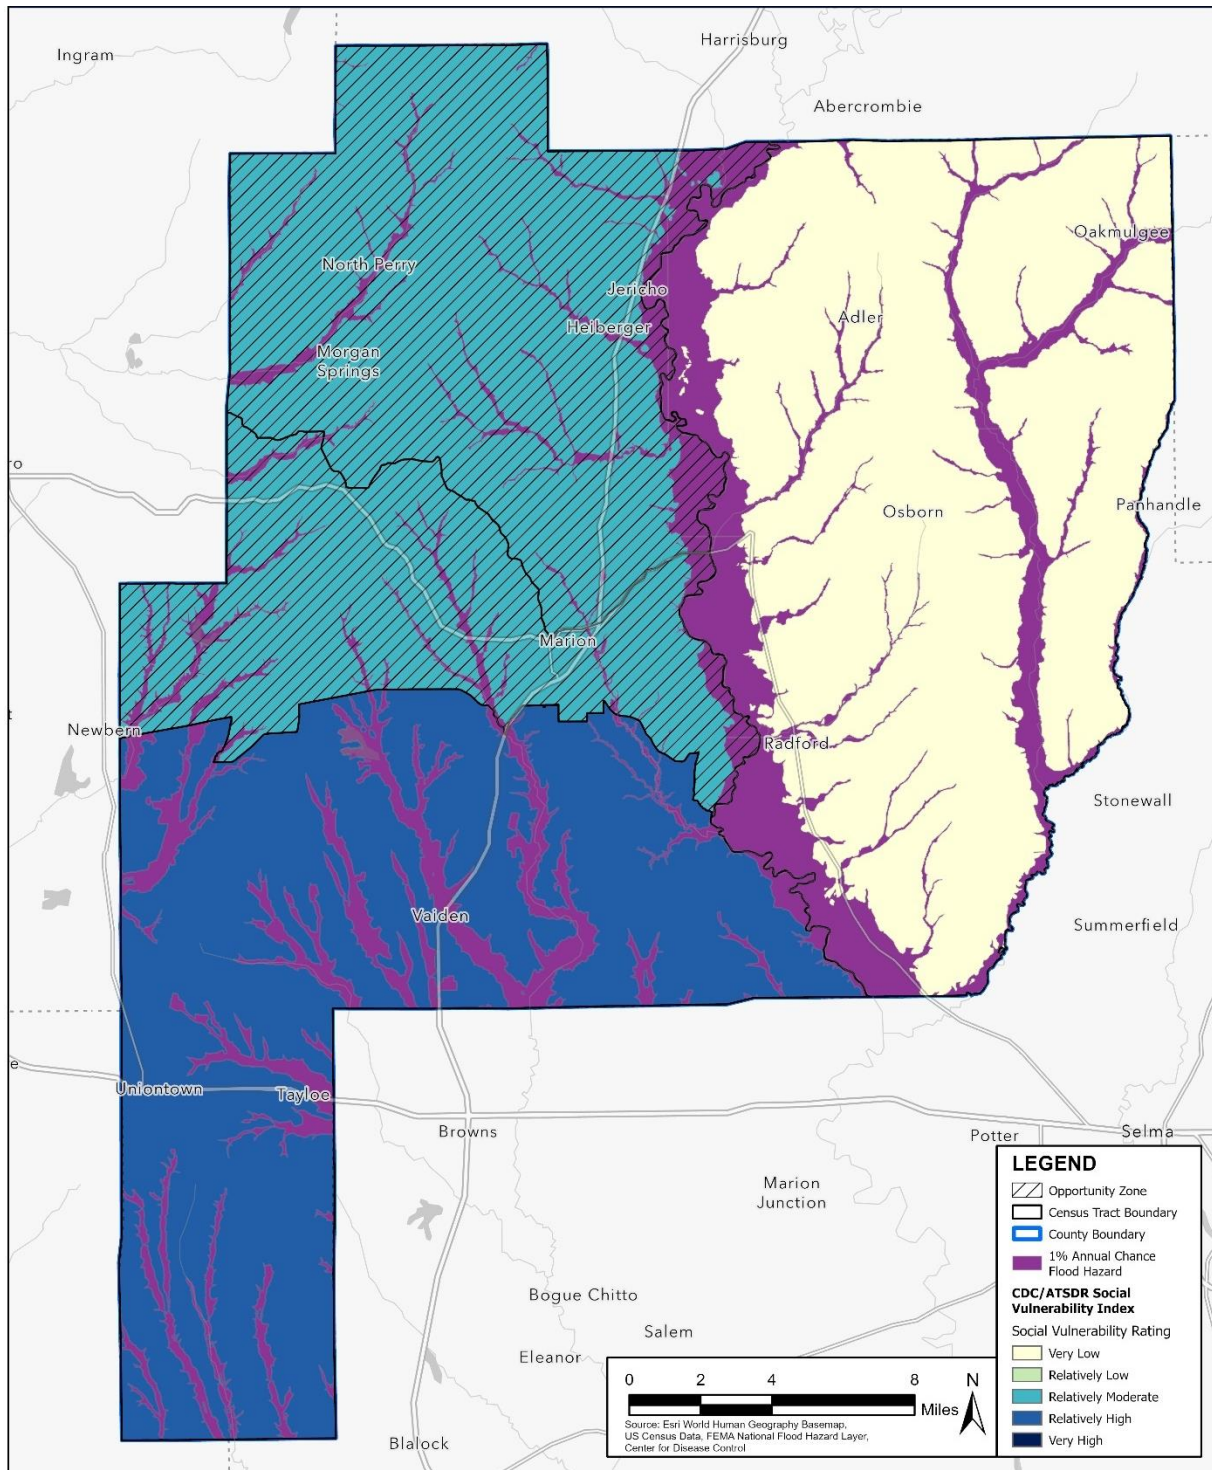 Harrisburg
Ingram
Abercrombie
Oakmulgee
North Perry
Jericho
Adler
Heiberger
Morgan
Springs
ro
Panhandle
Osborn
Marion
t
Newbern
Radford
Stonewall
Vaiden
Summerfield
e
Uniontown
Tayloe
Browns
Potter
Selma
Marion
Junction
Bogue Chitto
Salem
Eleanor
Blalock
LEGEND
Opportunity Zone
Census Tract Boundary
County Boundary
1% Annual Chance
Flood Hazard
CDC/ATSDR Social
Vulnerability Index
Social Vulnerability Rating
Very Low
Relatively Low
Relatively Moderate
Relatively High
Very High
0 2 4 8
Miles
N
Source: Esri World Human Geography Basemap,
US Census Data, FEMA National Flood Hazard Layer,
Center for Disease Control